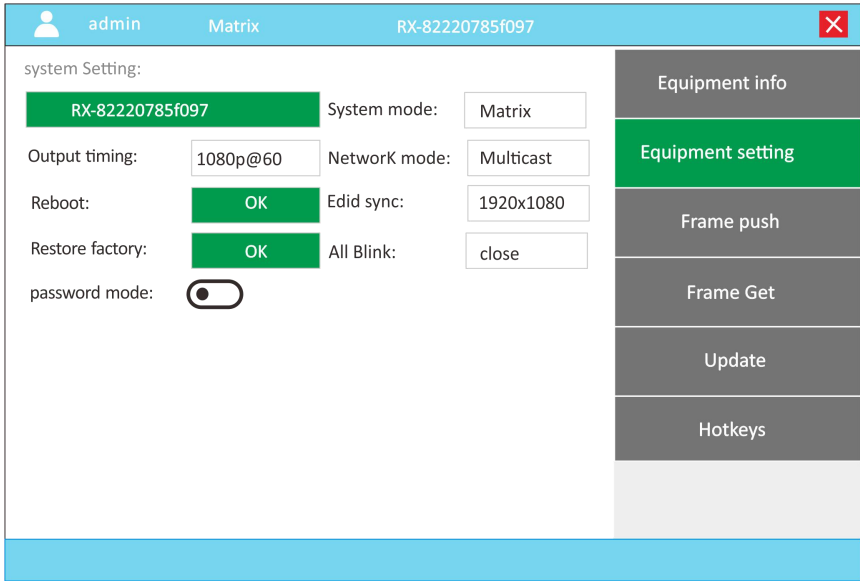 admin Matrix RX-82220785f097
system Setting:
RX-82220785f097 System mode: Matrix
Output timing: 1080p@60 NetworK mode: Multicast
Reboot: OK Edid sync: 1920x1080
Restore factory: OK All Blink: close
password mode:
Equipment info
Equipment setting
Frame push
Frame Get
Update
Hotkeys